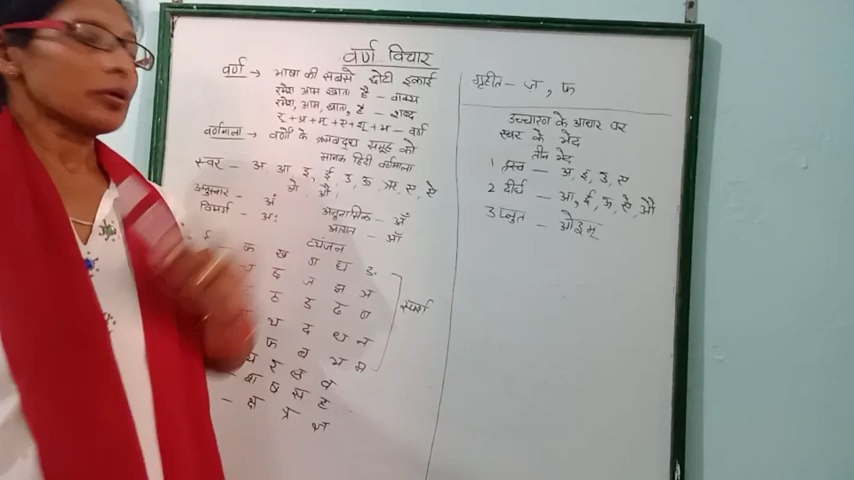 वर्ण विचार
वर्ण → भाषा की सबसे छोटी इकाई
रमेश आम खाता है - वाक्य
रमेश, आम, खाता, है - शब्द
र्+अ+म्+ए+श्+अ - वर्ण
वर्णमाला → वर्णों के क्रमबद्ध समूह को
मानक हिंदी वर्णमाला
स्वर - अ आ इ ई उ ऊ ऋ ए ऐ
ओ औ
अनुस्वार - अं अनुनासिक - अँ
विसर्ग - अः आगत - ऑ
व्यंजन
क ख ग घ ङ
छ ज झ ञ
ठ ड ढ ण
स्पर्श
थ द ध न
फ ब भ म
य र ल व
श ष स ह
- क्ष त्र ज्ञ
गृहीत - ज़, फ़
उच्चारण के आधार पर
स्वर के भेद
तीन भेद
1 ह्रस्व - अ, इ, उ, ऋ
2 दीर्घ - आ, ई, ऊ, ऐ, औ
3 प्लुत - ओ३म्